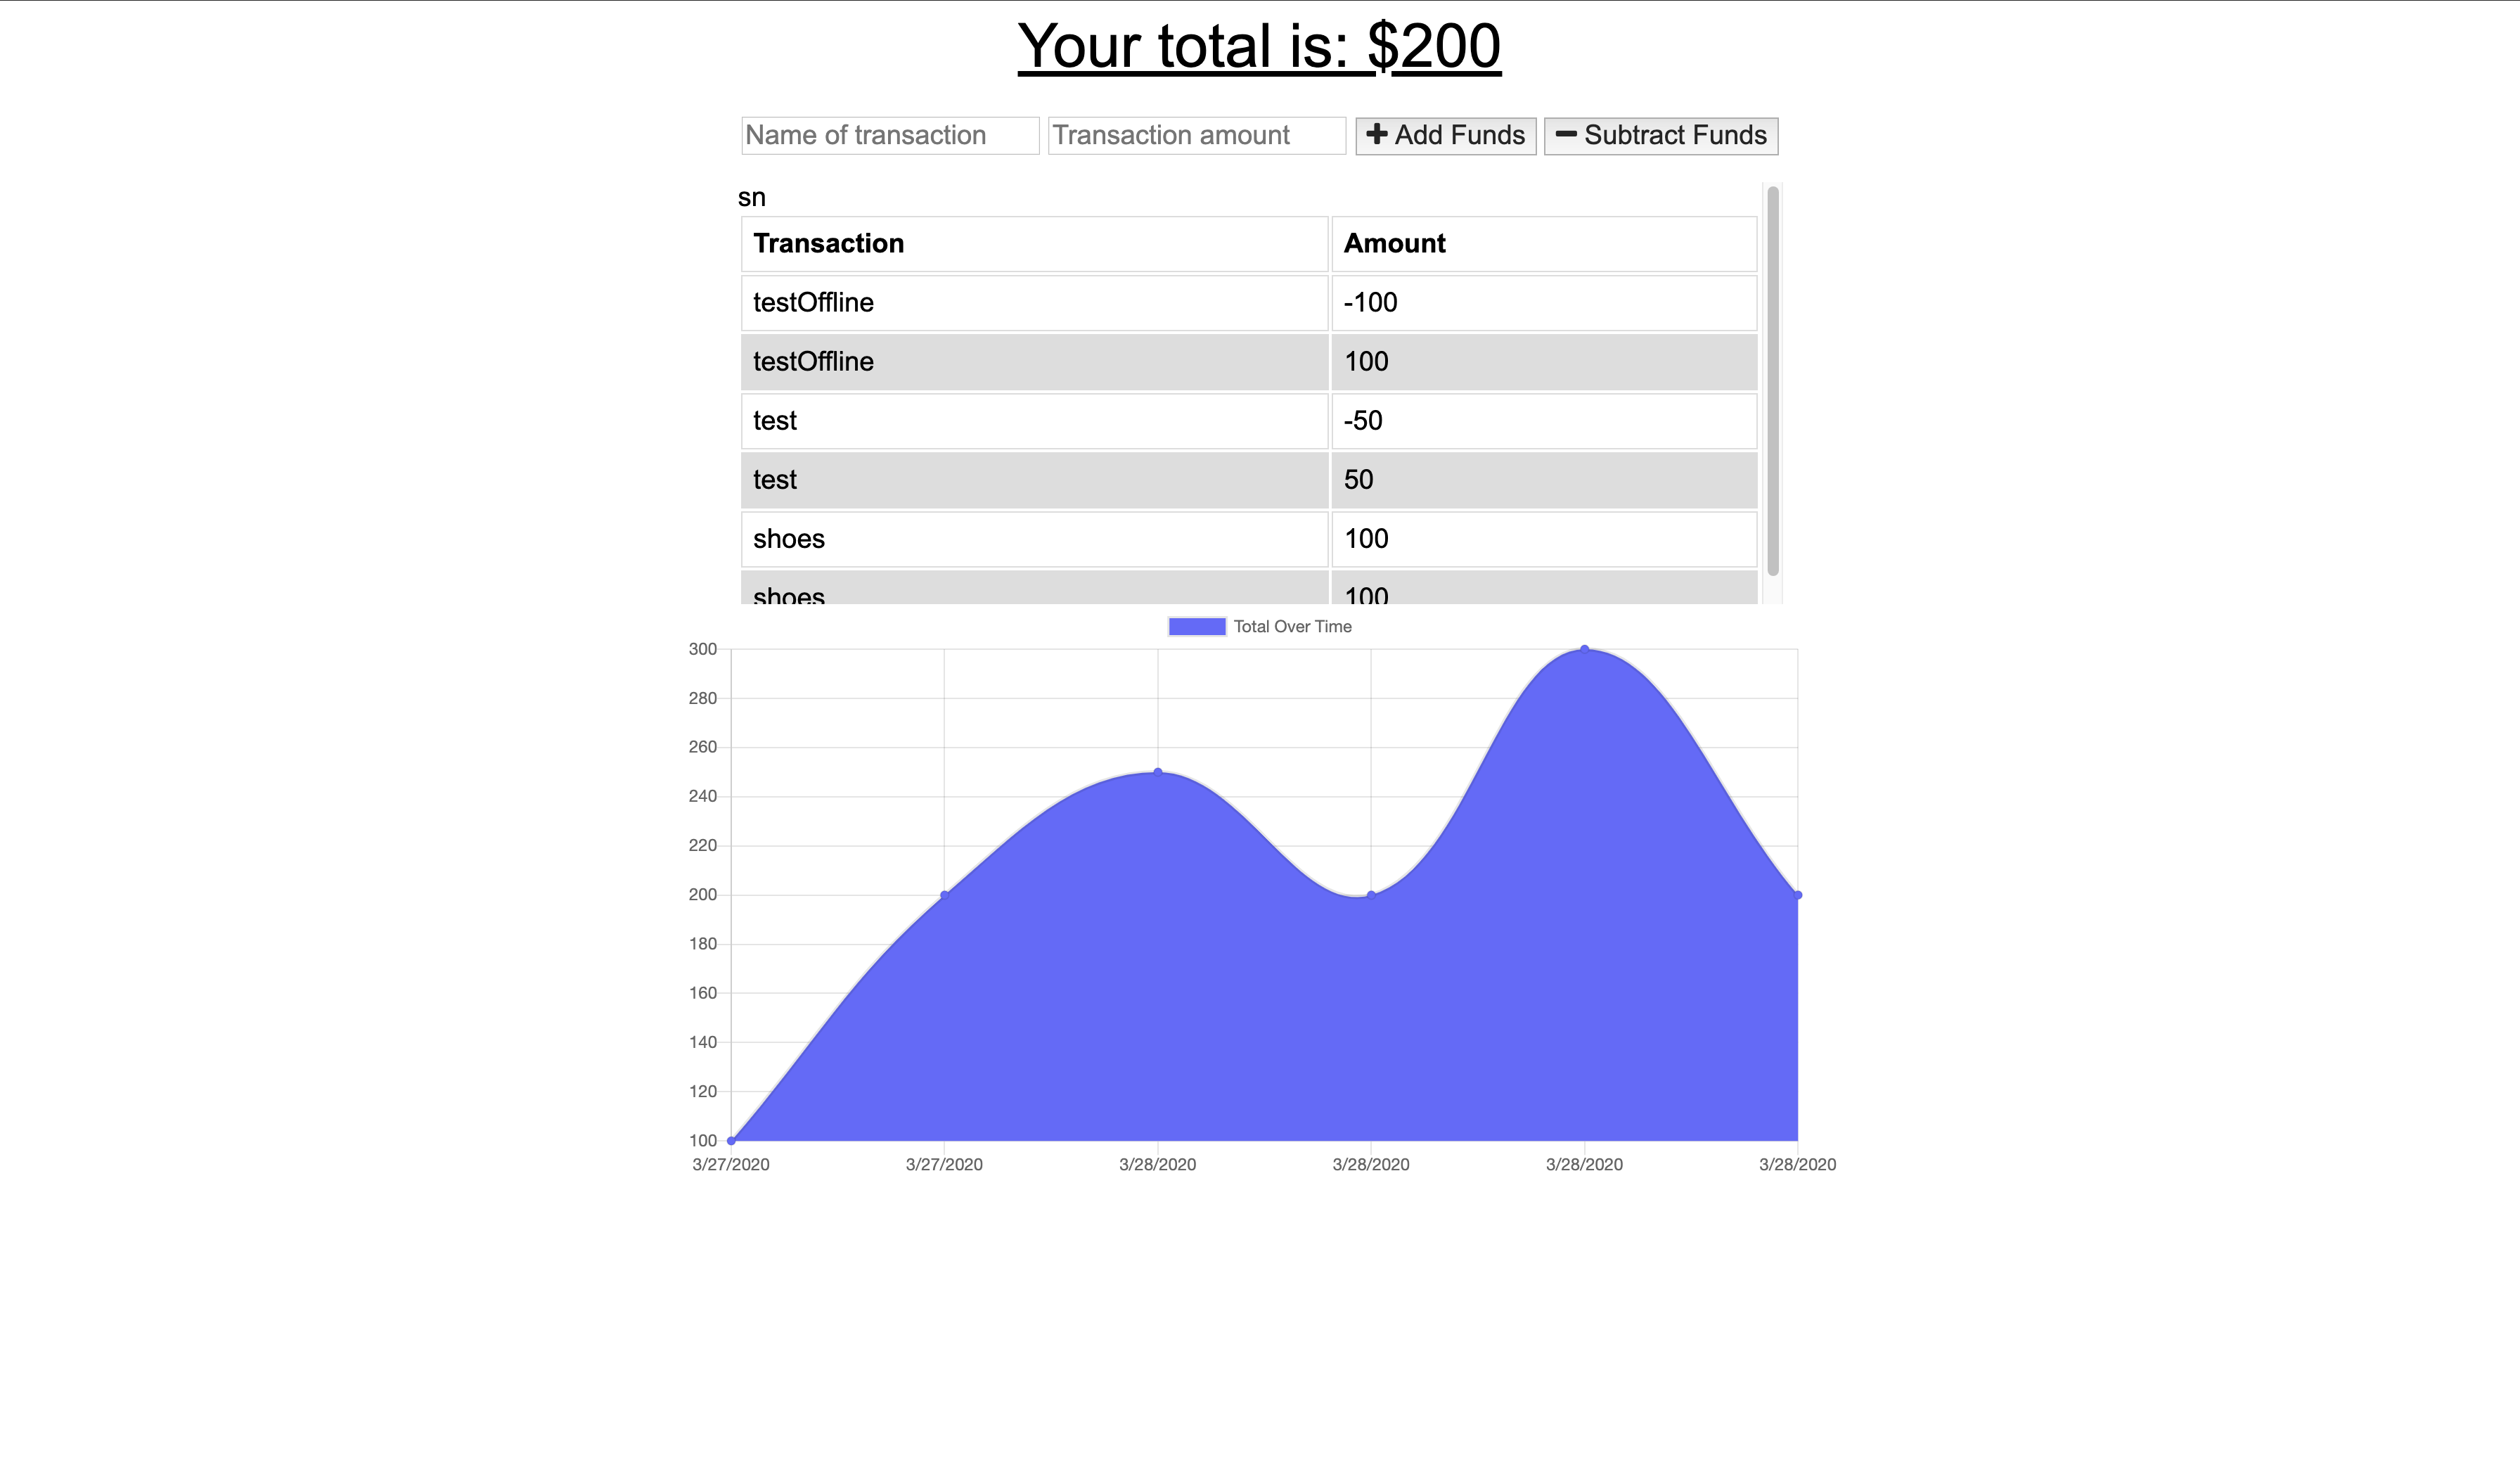 Your total is: $200
Name of transaction Transaction amount Add Funds Subtract Funds
sn
Transaction Amount
testOffline -100
testOffline 100
test -50
test 50
shoes 100
shoes 100
Total Over Time
300
280
260
240
220
200
180
160
140
120
100
3/27/2020 3/27/2020 3/28/2020 3/28/2020 3/28/2020 3/28/2020